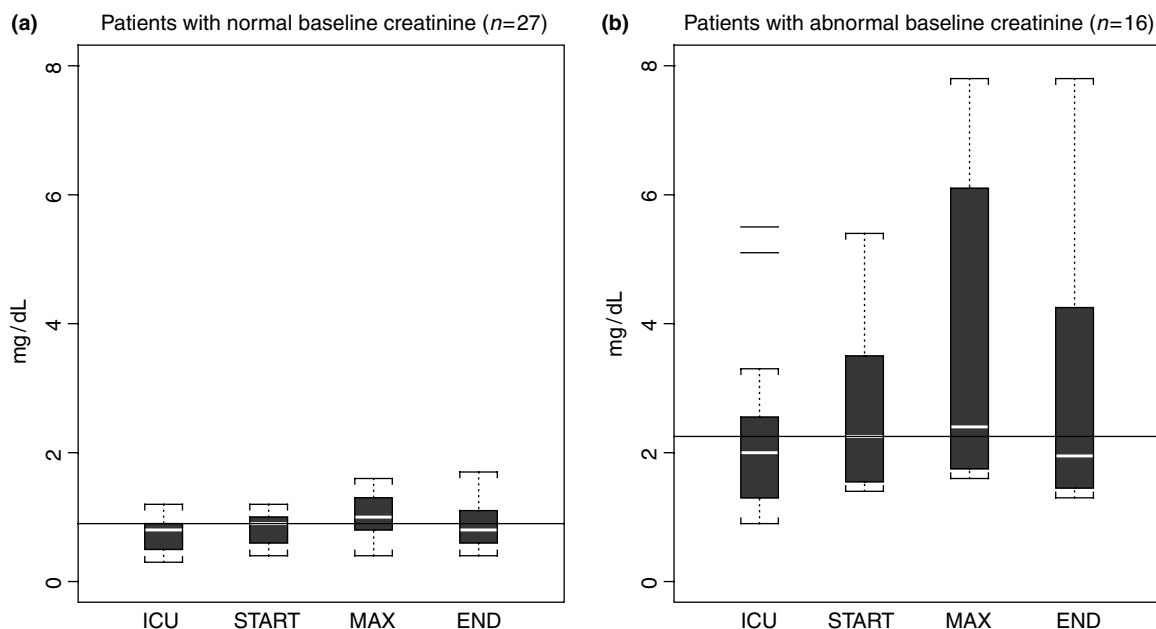 (a) Patients with normal baseline creatinine (n=27)
mg/dL
8
6
4
2
0
ICU START MAX END
(b) Patients with abnormal baseline creatinine (n=16)
mg/dL
8
6
4
2
0
ICU START MAX END